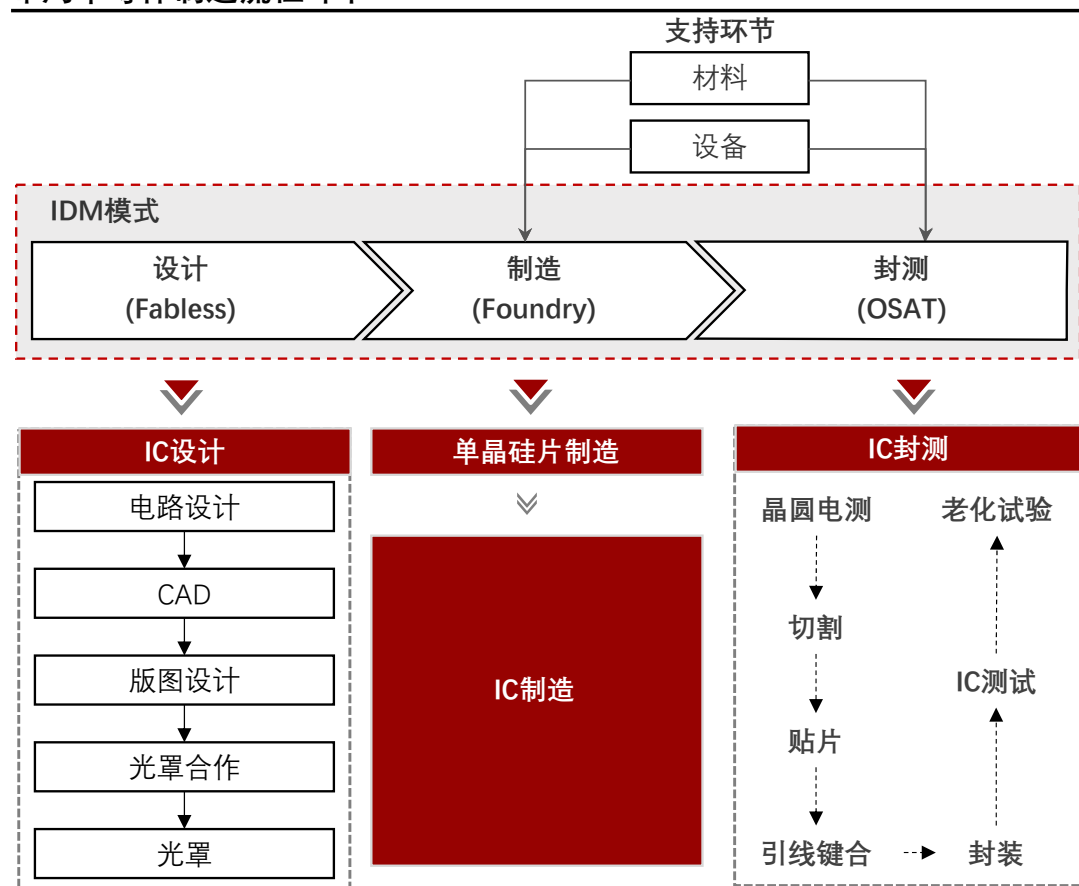 支持环节
材料
设备
IDM模式
设计
(Fabless)
制造
(Foundry)
封测
(OSAT)
IC设计
电路设计
CAD
版图设计
光罩合作
光罩
单晶硅片制造
IC制造
IC封测
晶圆电测
切割
贴片
引线键合
封装
IC测试
老化试验